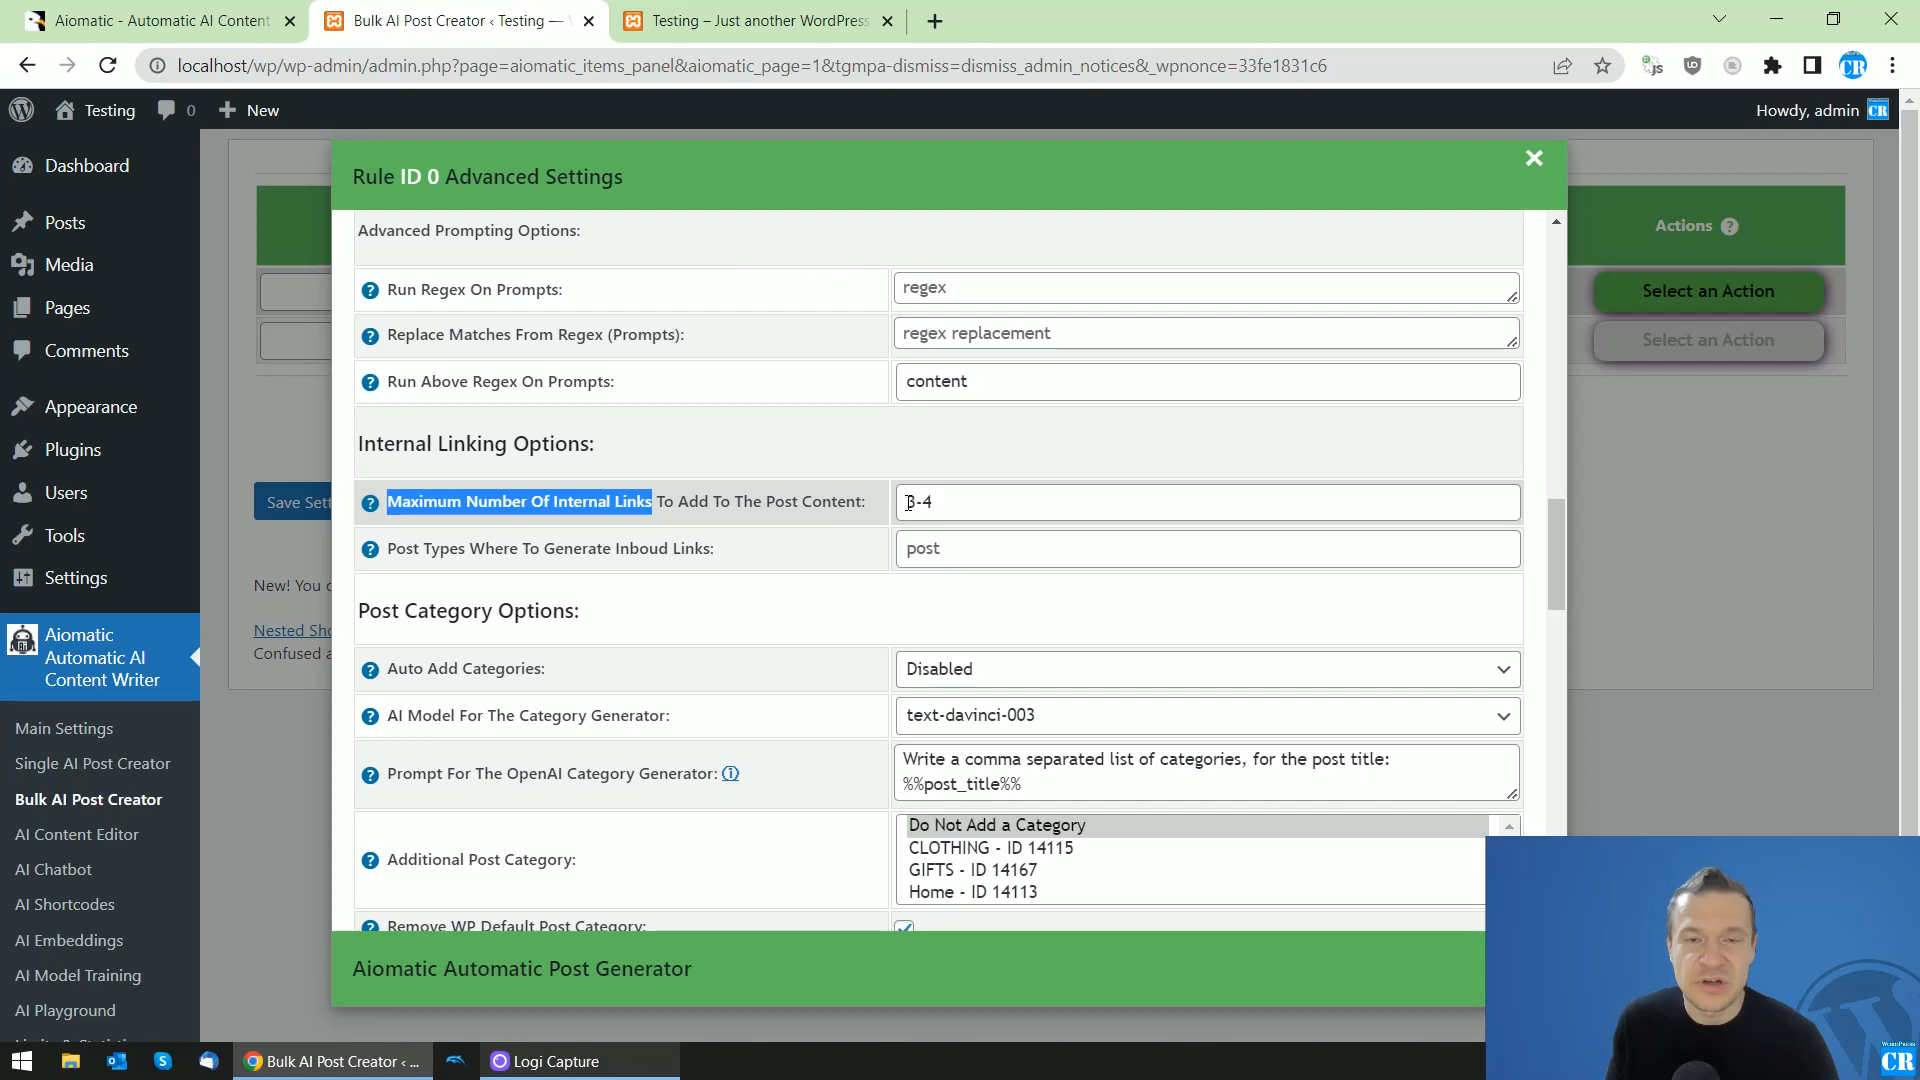 Aiomatic - Automatic AI Content
Bulk AI Post Creator ‹ Testing —
Testing – Just another WordPress
localhost/wp/wp-admin/admin.php?page=aiomatic_items_panel&aiomatic_page=1&tgmpa-dismiss=dismiss_admin_notices&_wpnonce=33fe1831c6
Testing
0
New
Howdy, admin
CR
Dashboard
Posts
Media
Pages
Comments
Appearance
Plugins
Users
Tools
Settings
Aiomatic
Automatic AI
Content Writer
Main Settings
Single AI Post Creator
Bulk AI Post Creator
AI Content Editor
AI Chatbot
AI Shortcodes
AI Embeddings
AI Model Training
AI Playground
Rule ID 0 Advanced Settings
Actions
Select an Action
Select an Action
Save
New! You
Nested
Confused
Advanced Prompting Options:
Run Regex On Prompts:
regex
Replace Matches From Regex (Prompts):
regex replacement
Run Above Regex On Prompts:
content
Internal Linking Options:
Maximum Number Of Internal Links To Add To The Post Content:
3-4
Post Types Where To Generate Inboud Links:
post
Post Category Options:
Auto Add Categories:
Disabled
AI Model For The Category Generator:
text-davinci-003
Prompt For The OpenAI Category Generator:
Write a comma separated list of categories, for the post title:
%%post_title%%
Additional Post Category:
Do Not Add a Category
CLOTHING - ID 14115
GIFTS - ID 14167
Home - ID 14113
Remove WP Default Post Category:
Aiomatic Automatic Post Generator
Bulk AI Post Creator ‹ ...
Logi Capture
WORDPRESS
CR